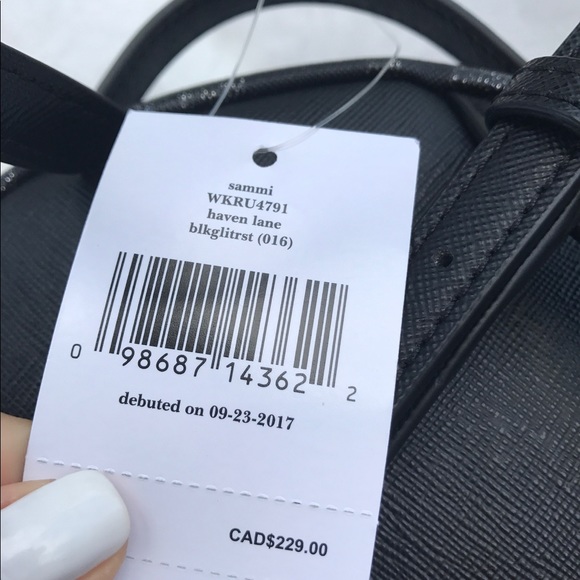 sammi
WKRU4791
haven lane
blkglitrst (016)
0 98687 14362 2
debuted on 09-23-2017
CAD$229.00